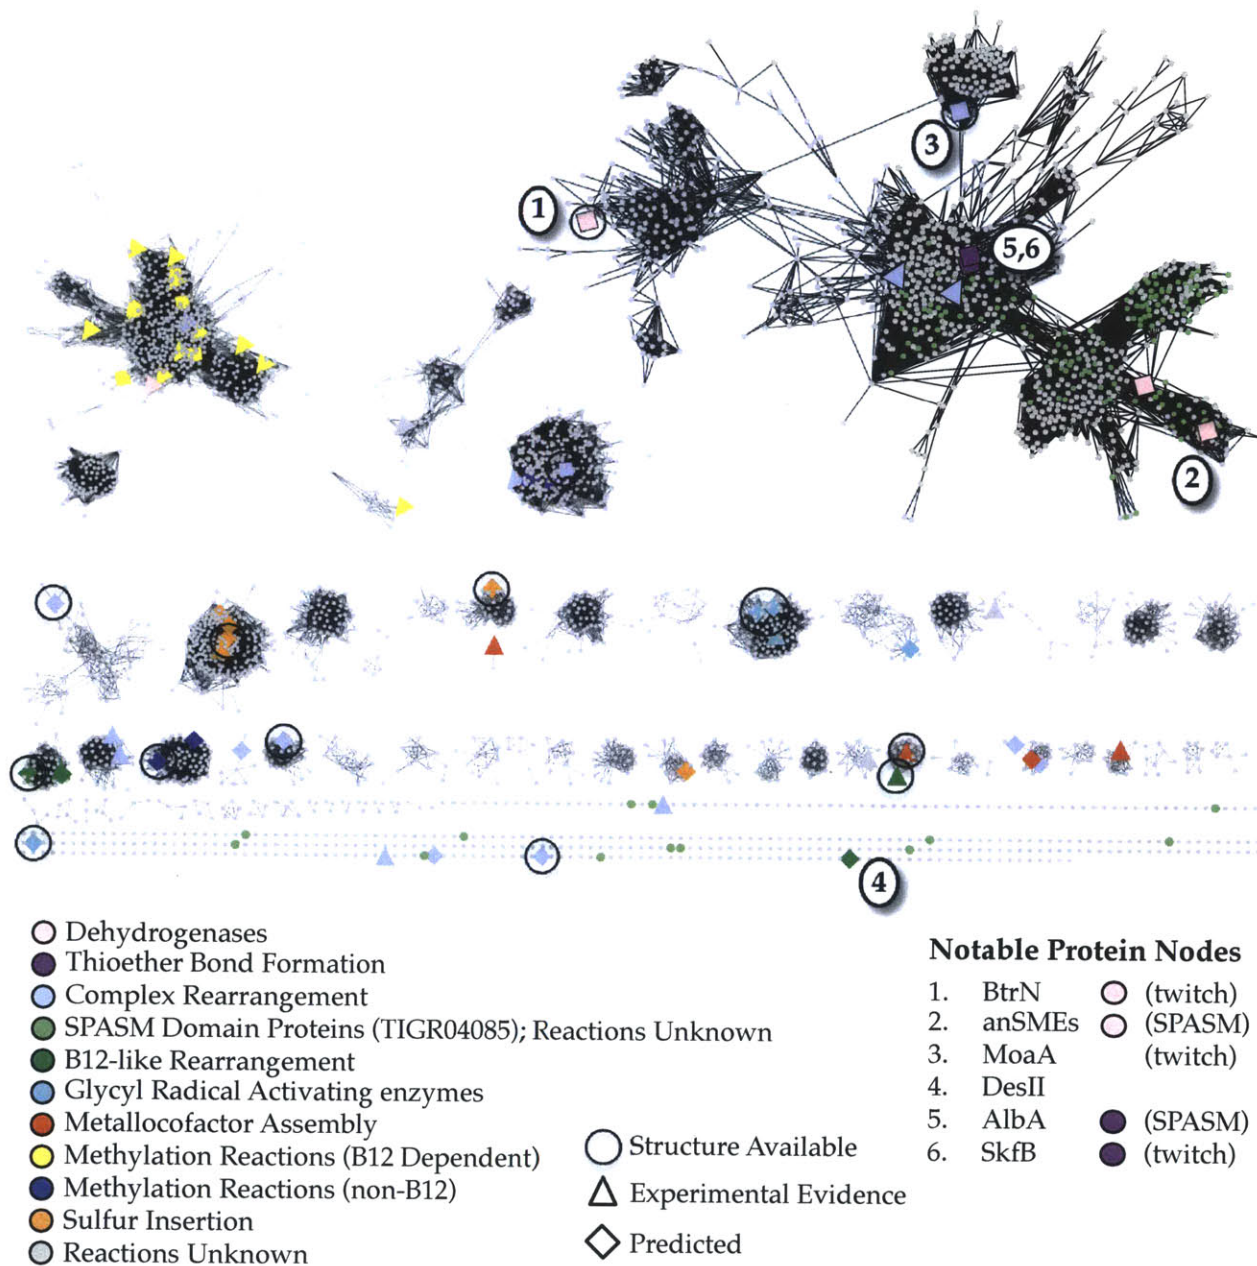 3
1
5,6
2
4
Dehydrogenases
Thioether Bond Formation
Complex Rearrangement
SPASM Domain Proteins (TIGR04085); Reactions Unknown
B12-like Rearrangement
Glycyl Radical Activating enzymes
Metallocofactor Assembly
Methylation Reactions (B12 Dependent)
Methylation Reactions (non-B12)
Sulfur Insertion
Reactions Unknown
Structure Available
Experimental Evidence
Predicted
Notable Protein Nodes
1. BtrN (twitch)
2. anSMEs (SPASM)
3. MoaA (twitch)
4. DesII
5. AlbA (SPASM)
6. SkfB (twitch)